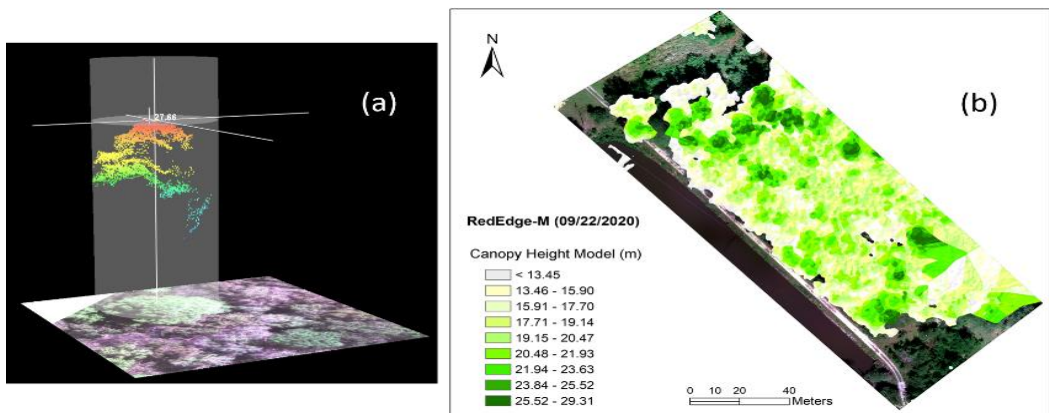 27.66
(a)
N
(b)
RedEdge-M (09/22/2020)
Canopy Height Model (m)
< 13.45
13.46 - 15.90
15.91 - 17.70
17.71 - 19.14
19.15 - 20.47
20.48 - 21.93
21.94 - 23.63
23.84 - 25.52
25.52 - 29.31
0 10 20 40
Meters